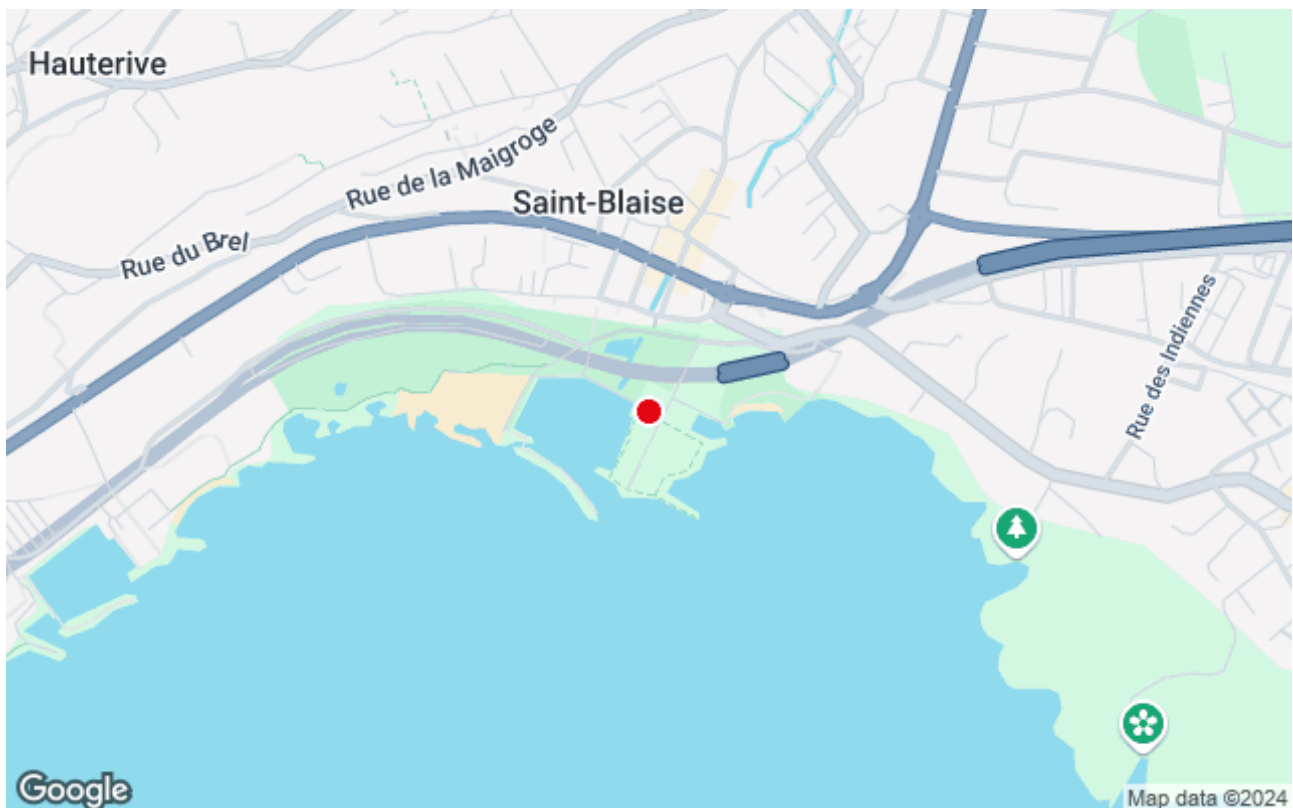 Hauterive
Rue de la Maigroge
Saint-Blaise
Rue du Brel
Rue des Indiennes
Google
Map data ©2024